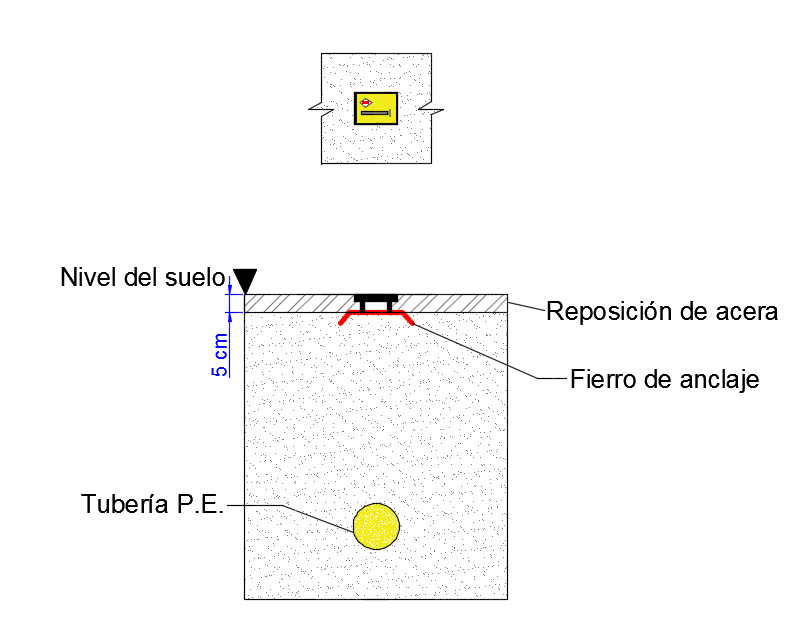 Nivel del suelo
Reposición de acera
5 cm
Fierro de anclaje
Tubería P.E.